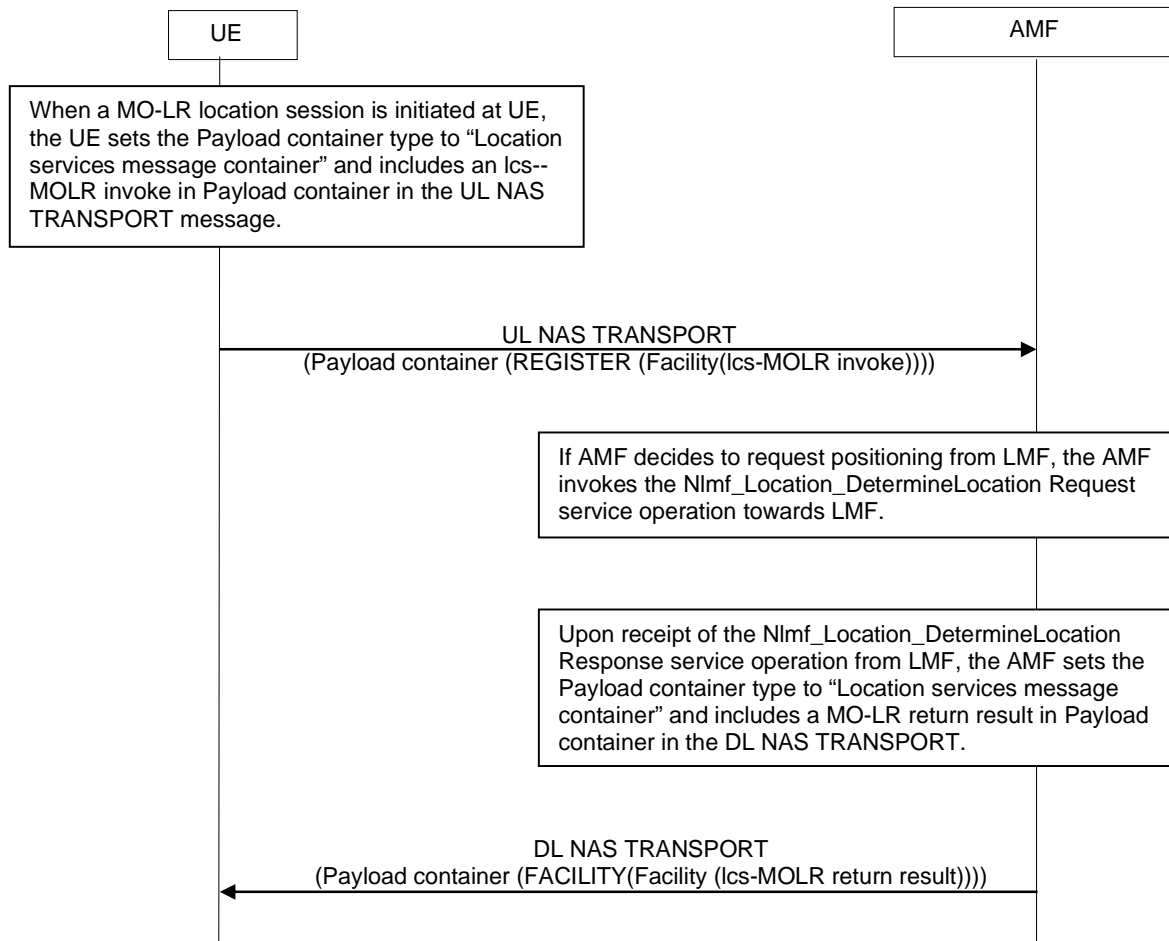 UE
AMF
When a MO-LR location session is initiated at UE,
the UE sets the Payload container type to “Location
services message container” and includes an lcs--
MOLR invoke in Payload container in the UL NAS
TRANSPORT message.
UL NAS TRANSPORT
(Payload container (REGISTER (Facility(lcs-MOLR invoke))))
If AMF decides to request positioning from LMF, the AMF
invokes the Nlmf_Location_DetermineLocation Request
service operation towards LMF.
Upon receipt of the Nlmf_Location_DetermineLocation
Response service operation from LMF, the AMF sets the
Payload container type to “Location services message
container” and includes a MO-LR return result in Payload
container in the DL NAS TRANSPORT.
DL NAS TRANSPORT
(Payload container (FACILITY(Facility (lcs-MOLR return result))))